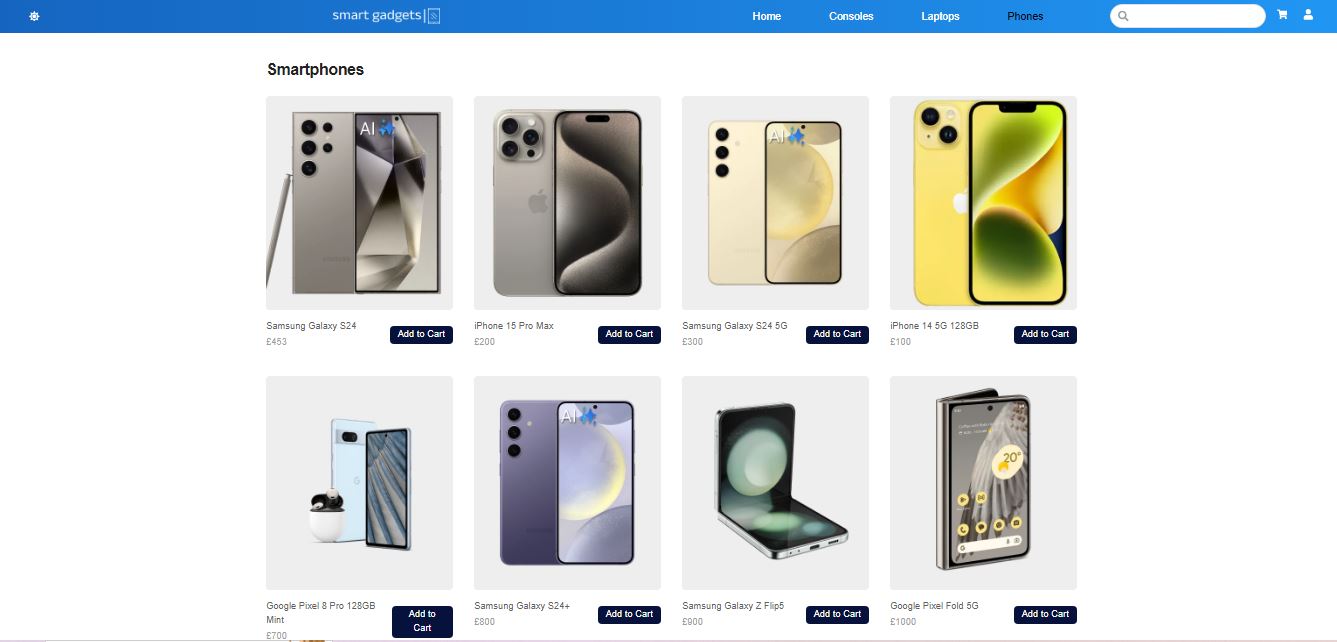 smart gadgets
Home
Consoles
Laptops
Phones
Smartphones
AI
AI
Samsung Galaxy S24
£453
Add to Cart
iPhone 15 Pro Max
£200
Add to Cart
Samsung Galaxy S24 5G
£300
Add to Cart
iPhone 14 5G 128GB
£100
Add to Cart
AI
20°
Google Pixel 8 Pro 128GB
Mint
£700
Add to
Cart
Samsung Galaxy S24+
£800
Add to Cart
Samsung Galaxy Z Flip5
£900
Add to Cart
Google Pixel Fold 5G
£1000
Add to Cart